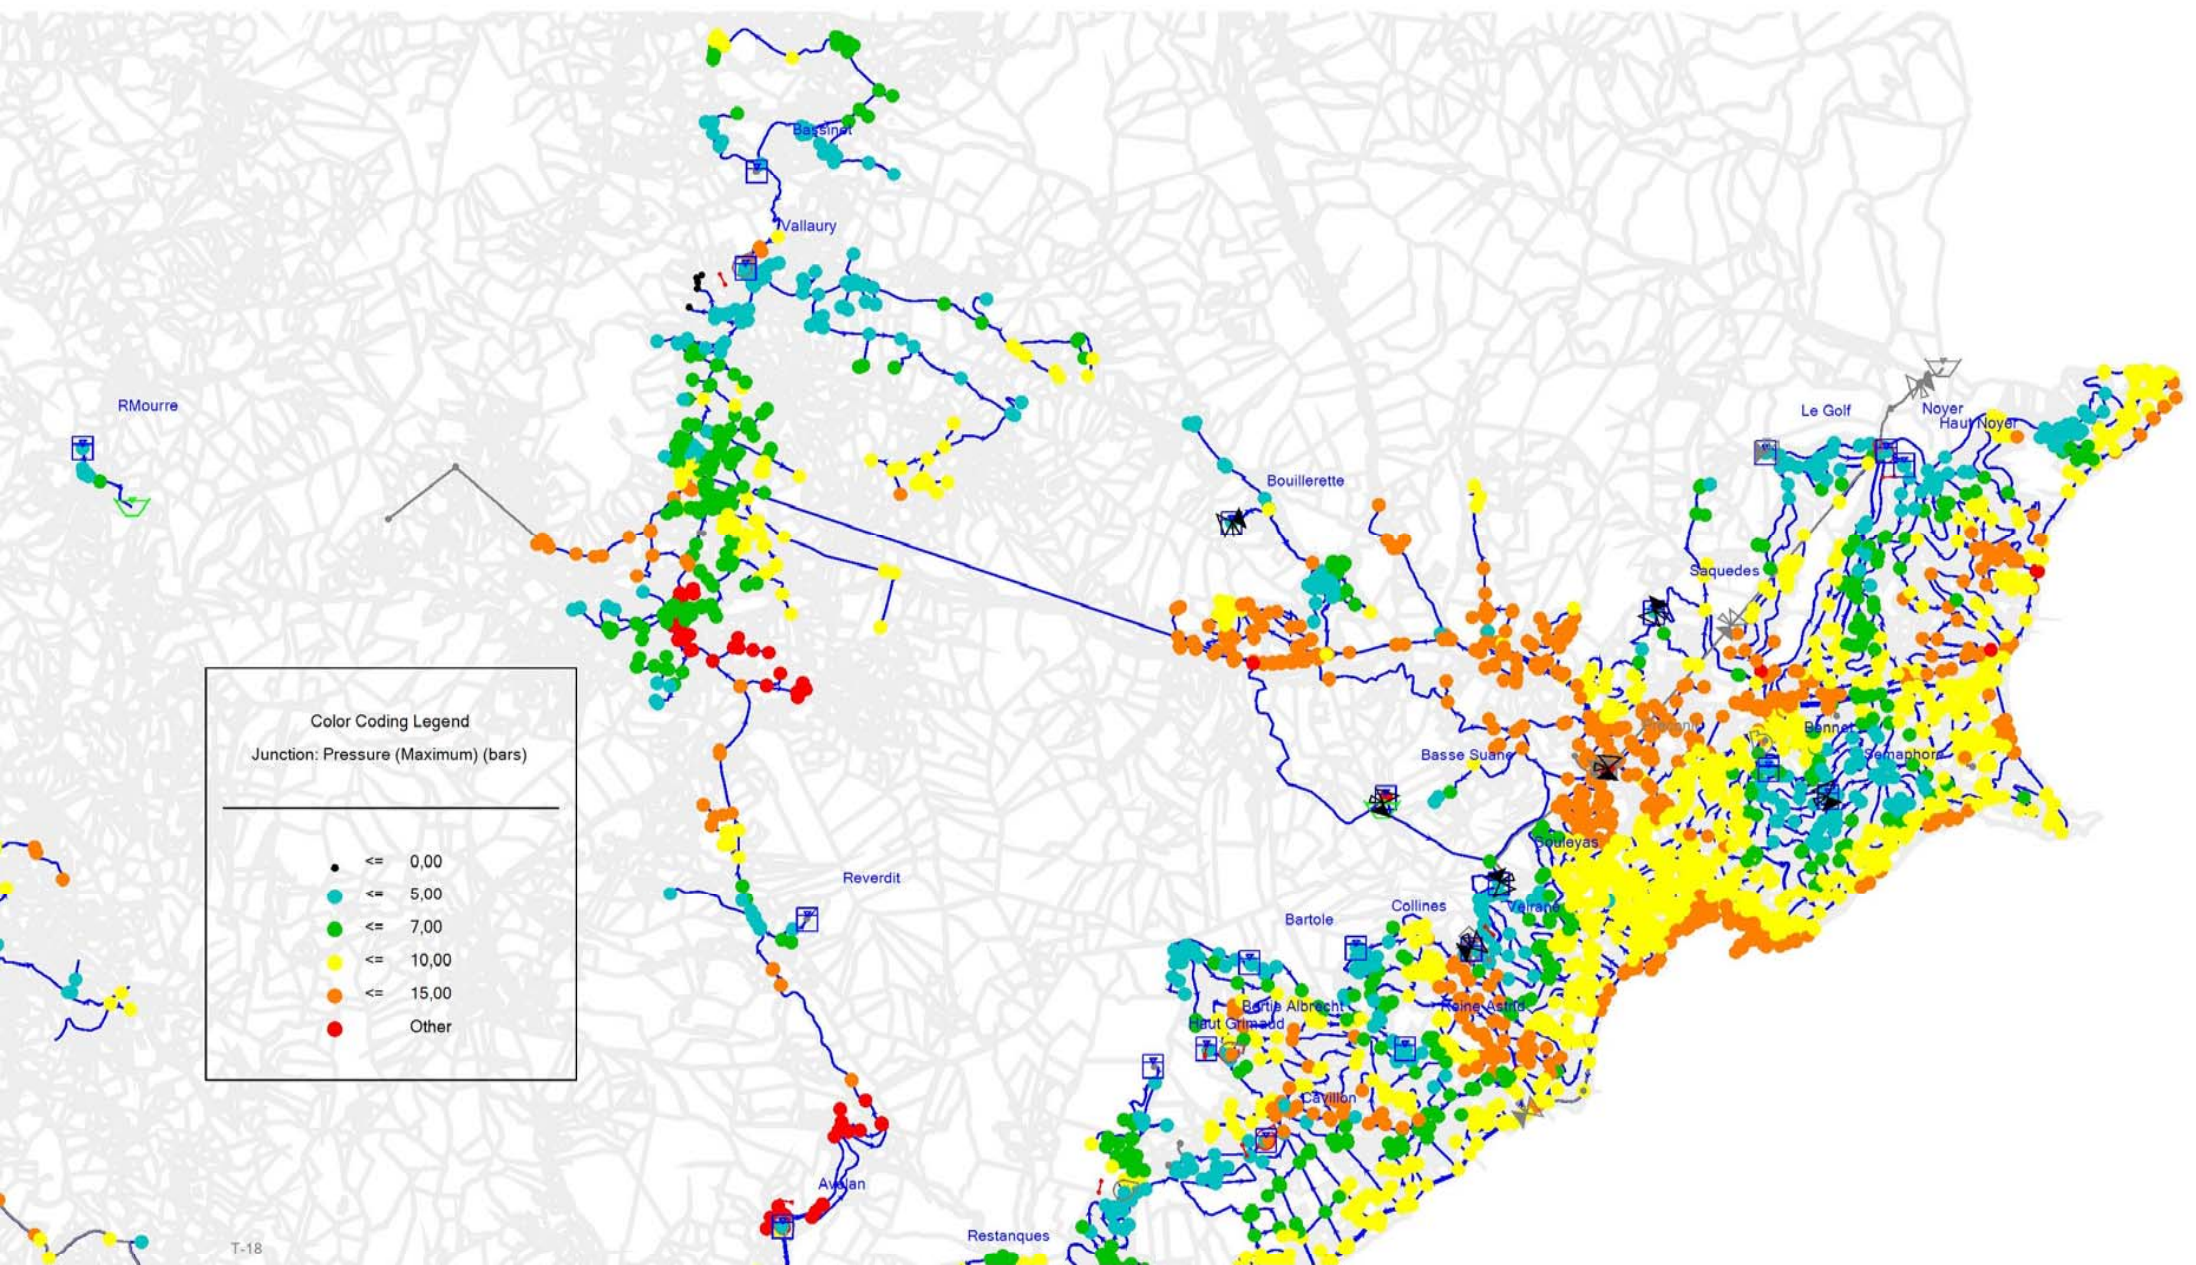 Bassinet
Vallaury
RMourre
Le Golf
Noyer
Haut Noyer
Bouillerette
Saquedes
Color Coding Legend
Junction: Pressure (Maximum) (bars)
<= 0,00
<= 5,00
<= 7,00
<= 10,00
<= 15,00
Other
Bonnet
Semaphore
Basse Suane
Souleyas
Reverdit
Collines
Bartole
Bertie Albrecht
Reine Astrid
Haut Grimaud
Cavillon
Avelan
Restanques
T-18